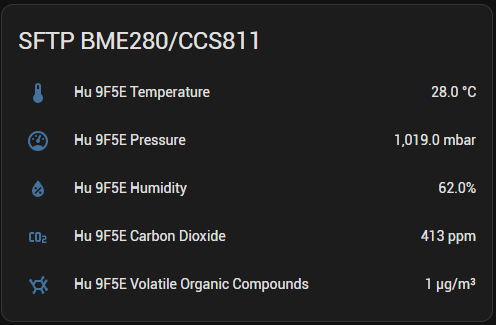 SFTP BME280/CCS811
Hu 9F5E Temperature 28.0 °C
Hu 9F5E Pressure 1,019.0 mbar
Hu 9F5E Humidity 62.0%
CO₂ Hu 9F5E Carbon Dioxide 413 ppm
Hu 9F5E Volatile Organic Compounds 1 µg/m³